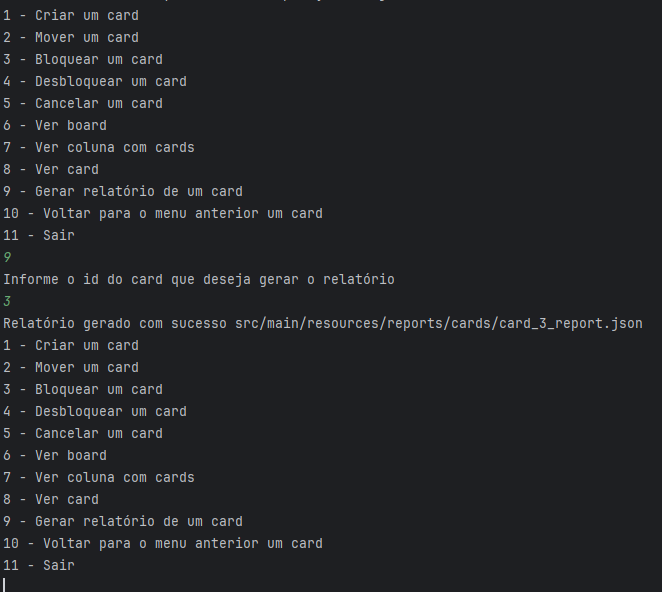 1 - Criar um card
2 - Mover um card
3 - Bloquear um card
4 - Desbloquear um card
5 - Cancelar um card
6 - Ver board
7 - Ver coluna com cards
8 - Ver card
9 - Gerar relatório de um card
10 - Voltar para o menu anterior um card
11 - Sair
9
Informe o id do card que deseja gerar o relatório
3
Relatório gerado com sucesso src/main/resources/reports/cards/card_3_report.json
1 - Criar um card
2 - Mover um card
3 - Bloquear um card
4 - Desbloquear um card
5 - Cancelar um card
6 - Ver board
7 - Ver coluna com cards
8 - Ver card
9 - Gerar relatório de um card
10 - Voltar para o menu anterior um card
11 - Sair